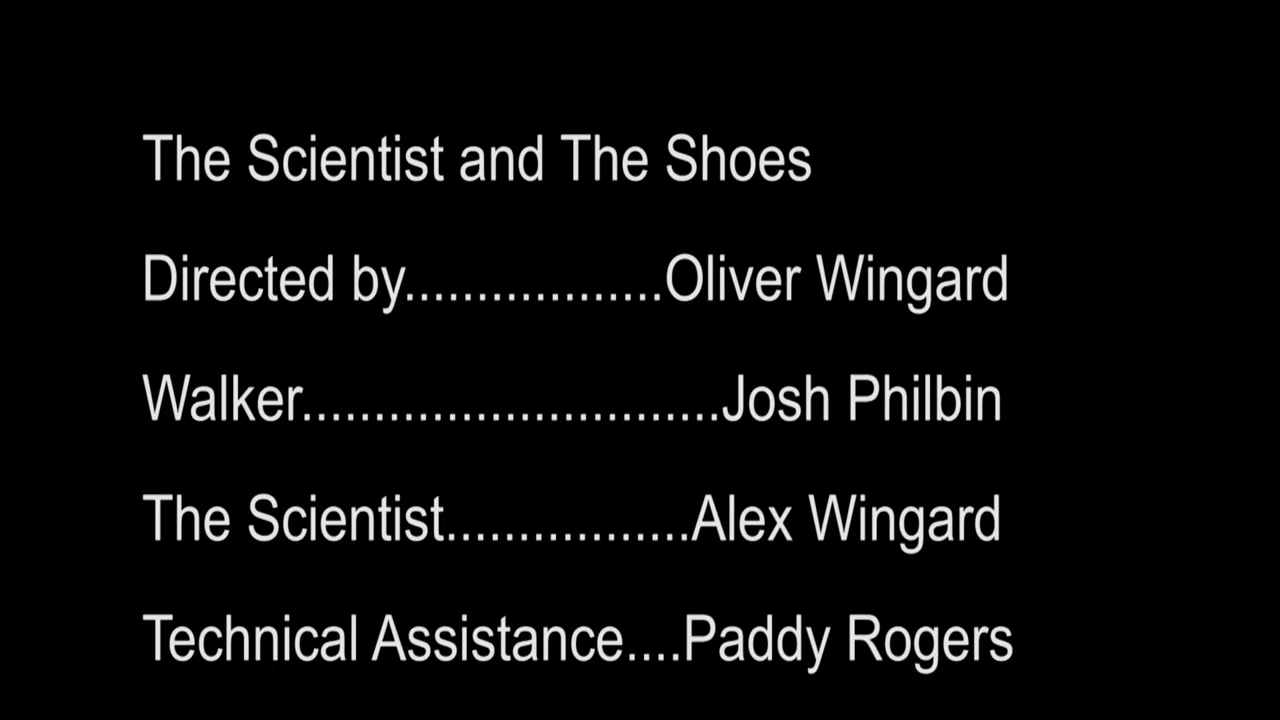 The Scientist and The Shoes
Directed by..................Oliver Wingard
Walker.............................Josh Philbin
The Scientist.................Alex Wingard
Technical Assistance....Paddy Rogers